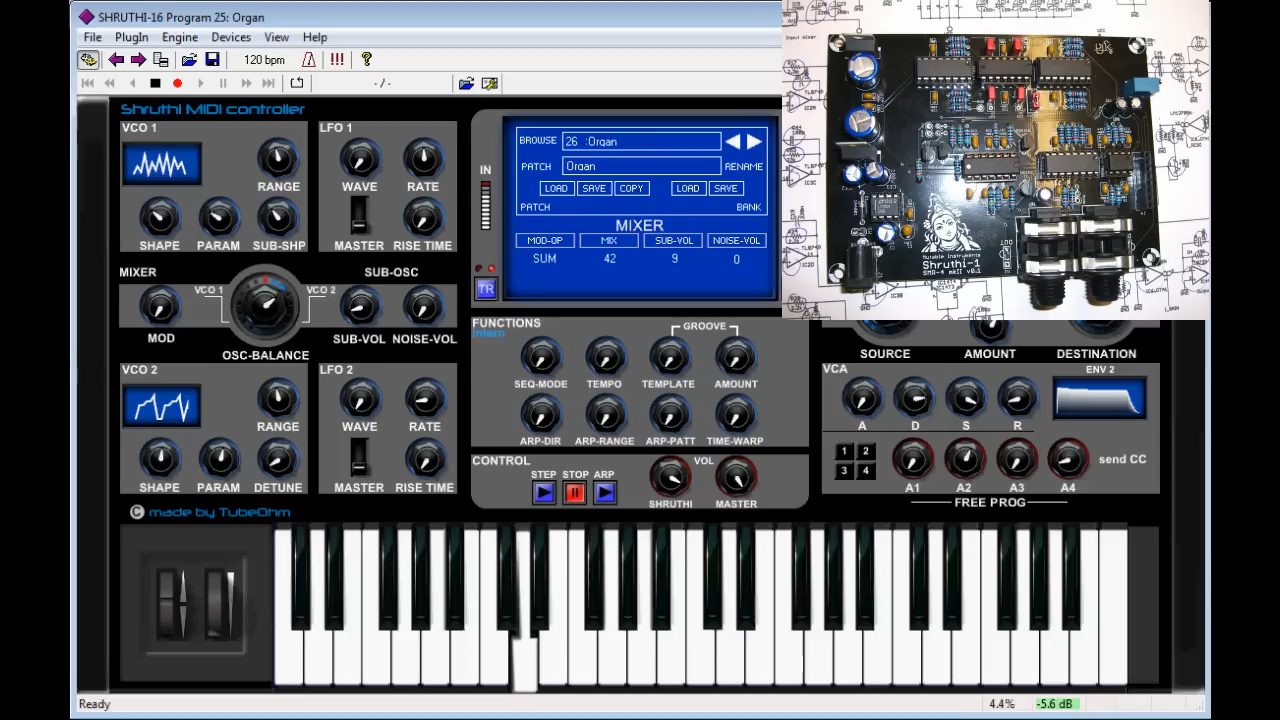 SHRUTHI-16 Program 25: Organ
File PlugIn Engine Devices View Help
120 bpm
!!! ?
- / -
Shruthi MIDI controller
VCO 1
RANGE
SHAPE PARAM SUB-SHP
LFO 1
WAVE RATE
MASTER RISE TIME
IN
TR
BROWSE 26 :Organ
PATCH Organ RENAME
LOAD SAVE COPY LOAD SAVE
PATCH BANK
MIXER
MOD-OP MIX SUB-VOL NOISE-VOL
SUM 42 9 0
Mutable Instruments
Shruthi-1
SMR-4 mkII v0.1
MIXER
VCO 1 VCO 2
MOD
OSC-BALANCE
SUB-OSC
SUB-VOL NOISE-VOL
FUNCTIONS
intern
GROOVE
SEQ-MODE TEMPO TEMPLATE AMOUNT
ARP-DIR ARP-RANGE ARP-PATT TIME-WARP
SOURCE AMOUNT DESTINATION
VCO 2
RANGE
SHAPE PARAM DETUNE
LFO 2
WAVE RATE
MASTER RISE TIME
CONTROL
STEP STOP ARP
VOL
SHRUTHI MASTER
VCA
ENV 2
A D S R
1 2
3 4
send CC
A1 A2 A3 A4
FREE PROG
C made by TubeOhm
Ready
4.4% -5.6 dB